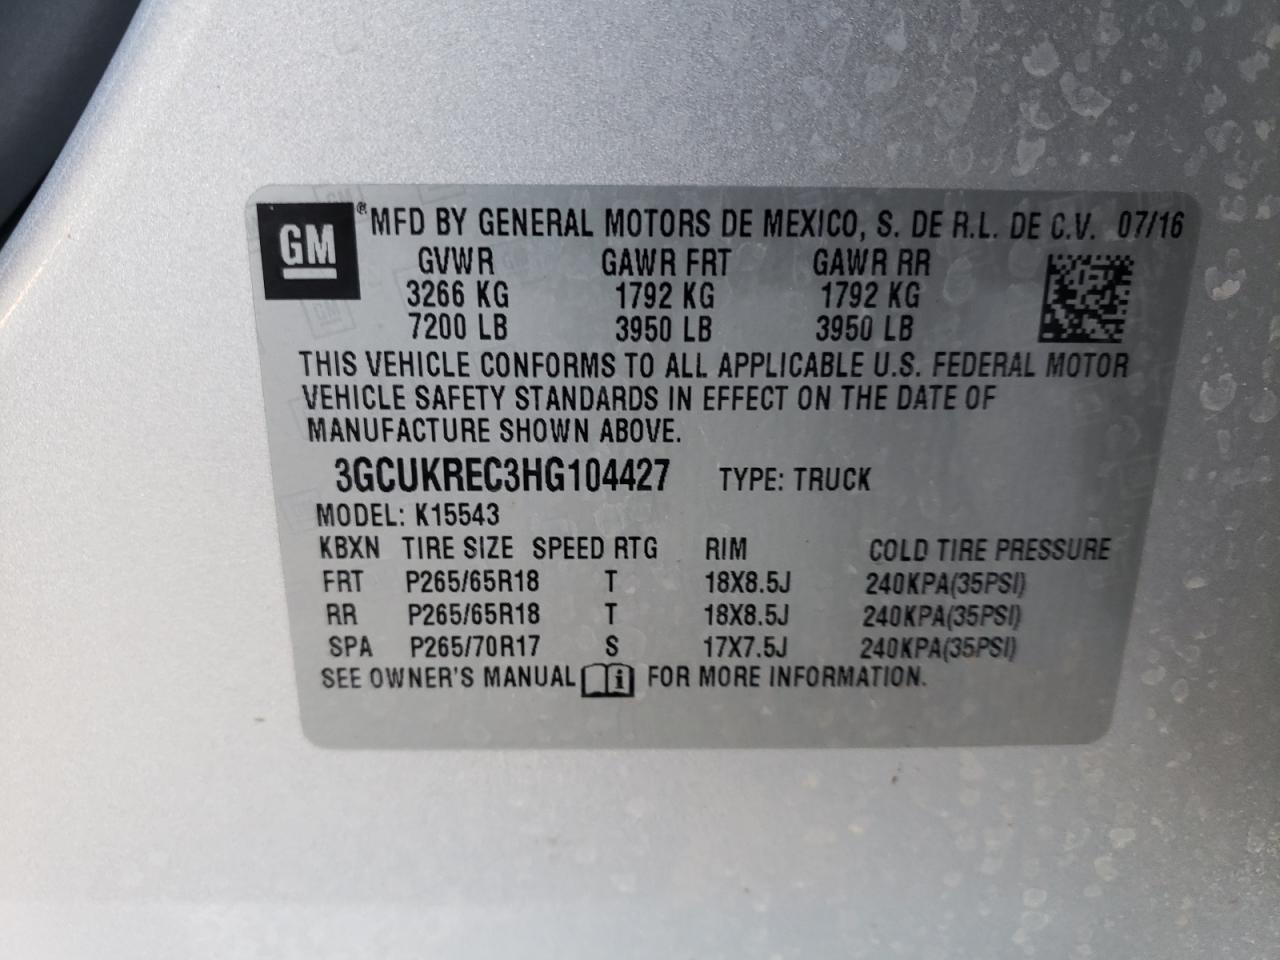 GM ® MFD BY GENERAL MOTORS DE MEXICO, S. DE R.L. DE C.V. 07/16
GVWR GAWR FRT GAWR RR
3266 KG 1792 KG 1792 KG
7200 LB 3950 LB 3950 LB
THIS VEHICLE CONFORMS TO ALL APPLICABLE U.S. FEDERAL MOTOR
VEHICLE SAFETY STANDARDS IN EFFECT ON THE DATE OF
MANUFACTURE SHOWN ABOVE.
3GCUKREC3HG104427 TYPE: TRUCK
MODEL: K15543
KBXN TIRE SIZE SPEED RTG RIM COLD TIRE PRESSURE
FRT P265/65R18 T 18X8.5J 240KPA(35PSI)
RR P265/65R18 T 18X8.5J 240KPA(35PSI)
SPA P265/70R17 S 17X7.5J 240KPA(35PSI)
SEE OWNER'S MANUAL i FOR MORE INFORMATION.